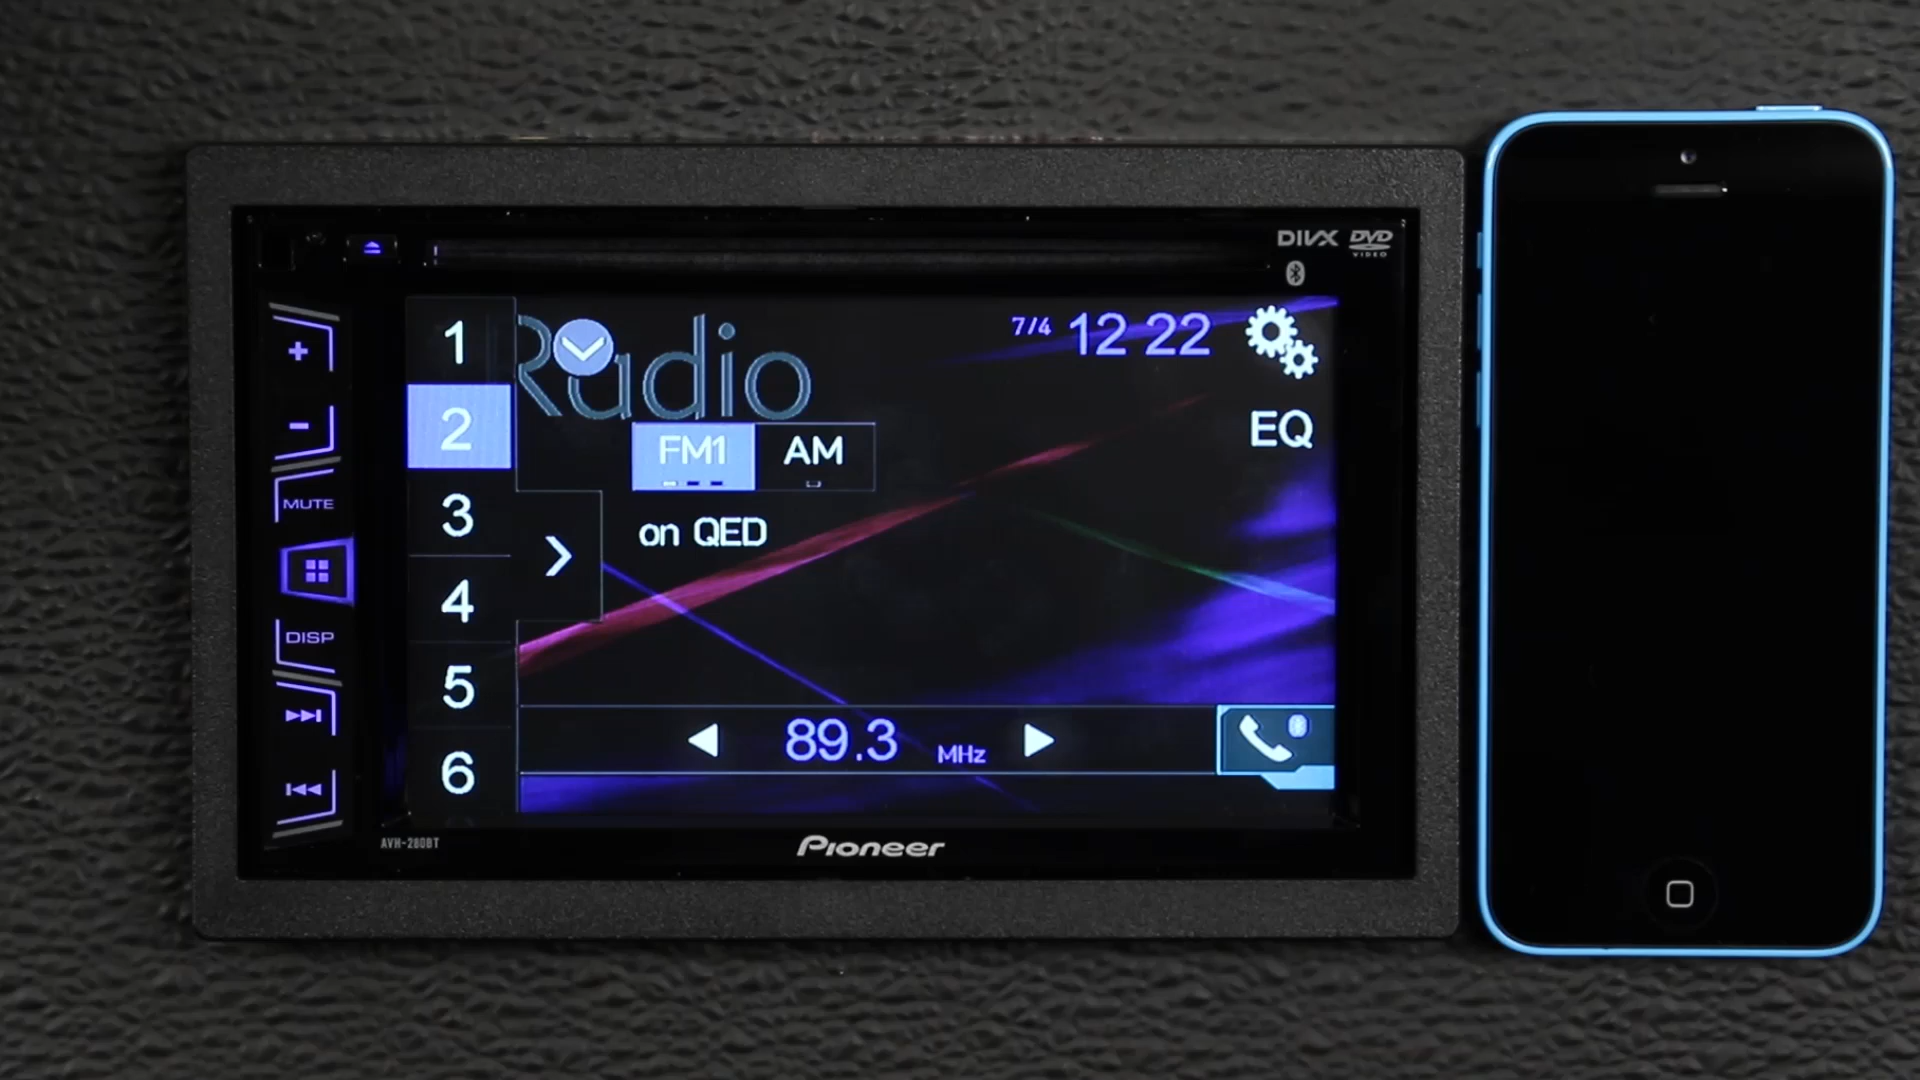 DIVX DVD
VIDEO
+
-
MUTE
DISP
1
2
3
4
5
6
Radio
7/4 12 22
FM1 AM
EQ
on QED
89.3 MHz
AVH-280BT
Pioneer